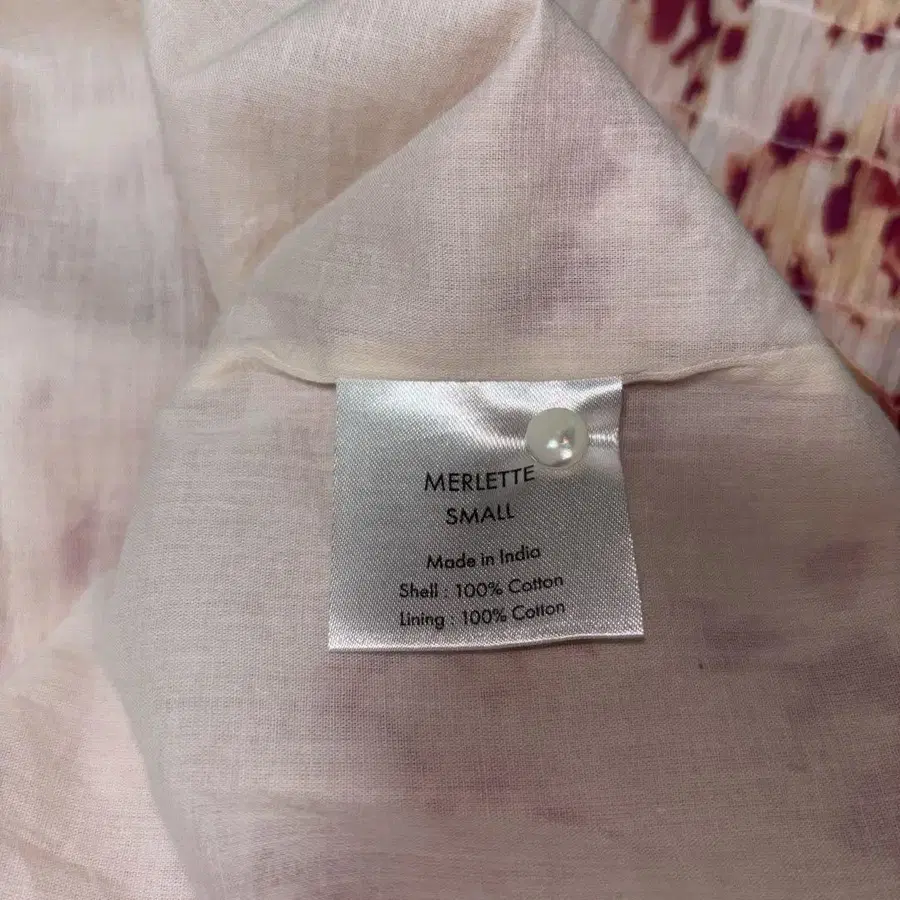 MERLETTE
SMALL
Made in India
Shell : 100% Cotton
Lining : 100% Cotton